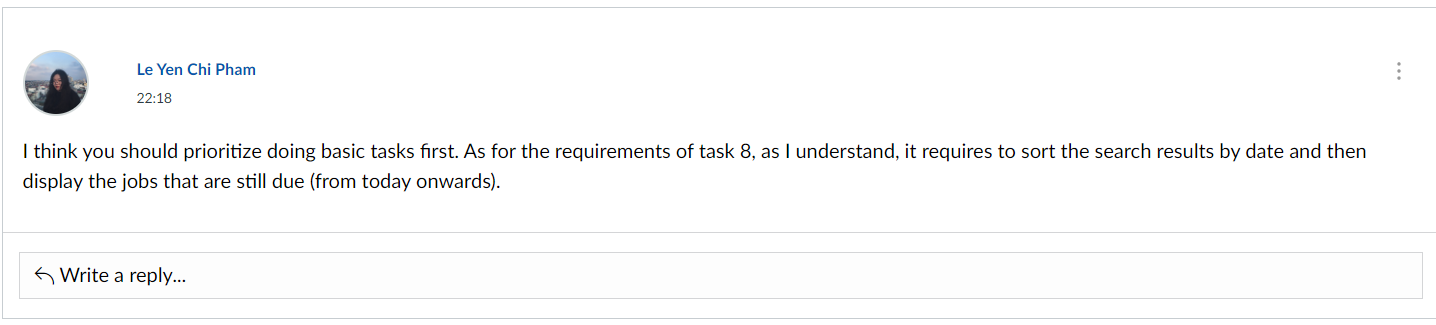 Le Yen Chi Pham
22:18
I think you should prioritize doing basic tasks first. As for the requirements of task 8, as I understand, it requires to sort the search results by date and then
display the jobs that are still due (from today onwards).
Write a reply...